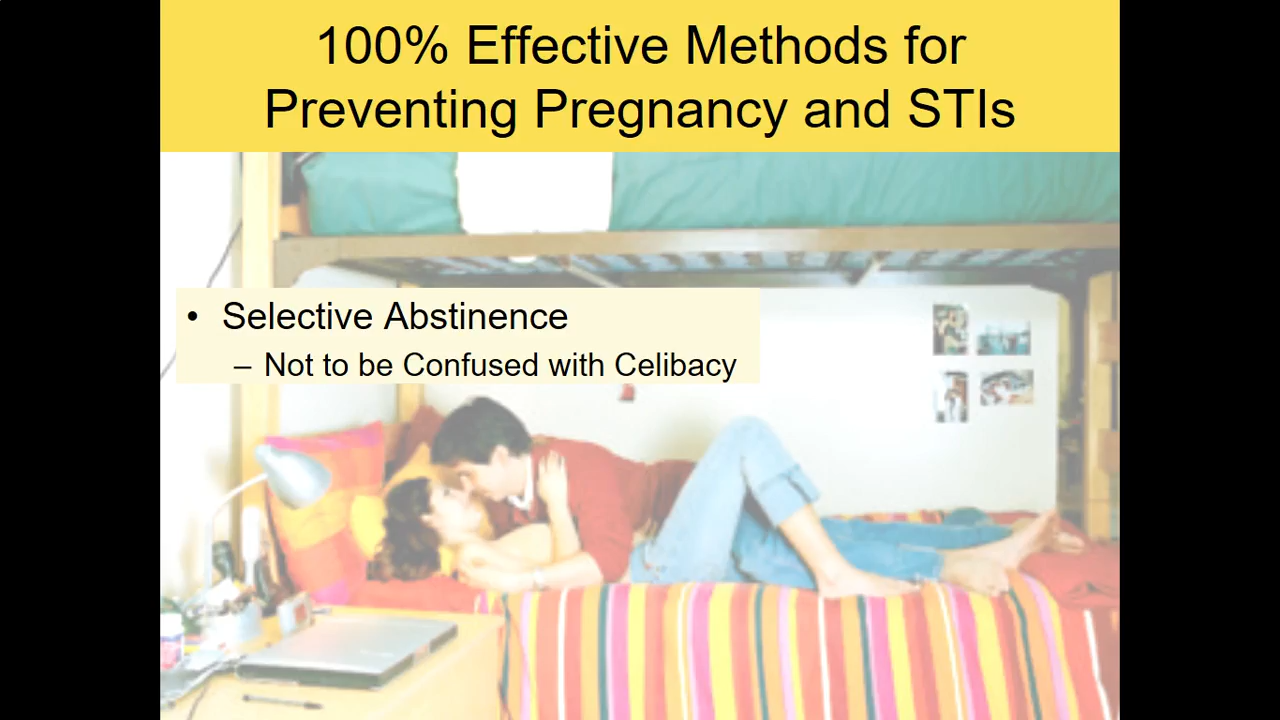 100% Effective Methods for
Preventing Pregnancy and STIs
• Selective Abstinence
– Not to be Confused with Celibacy